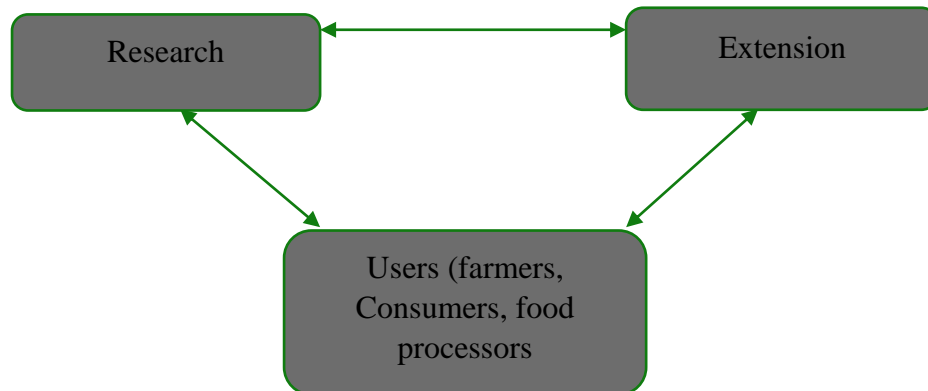 Research
Extension
Users (farmers,
Consumers, food
processors